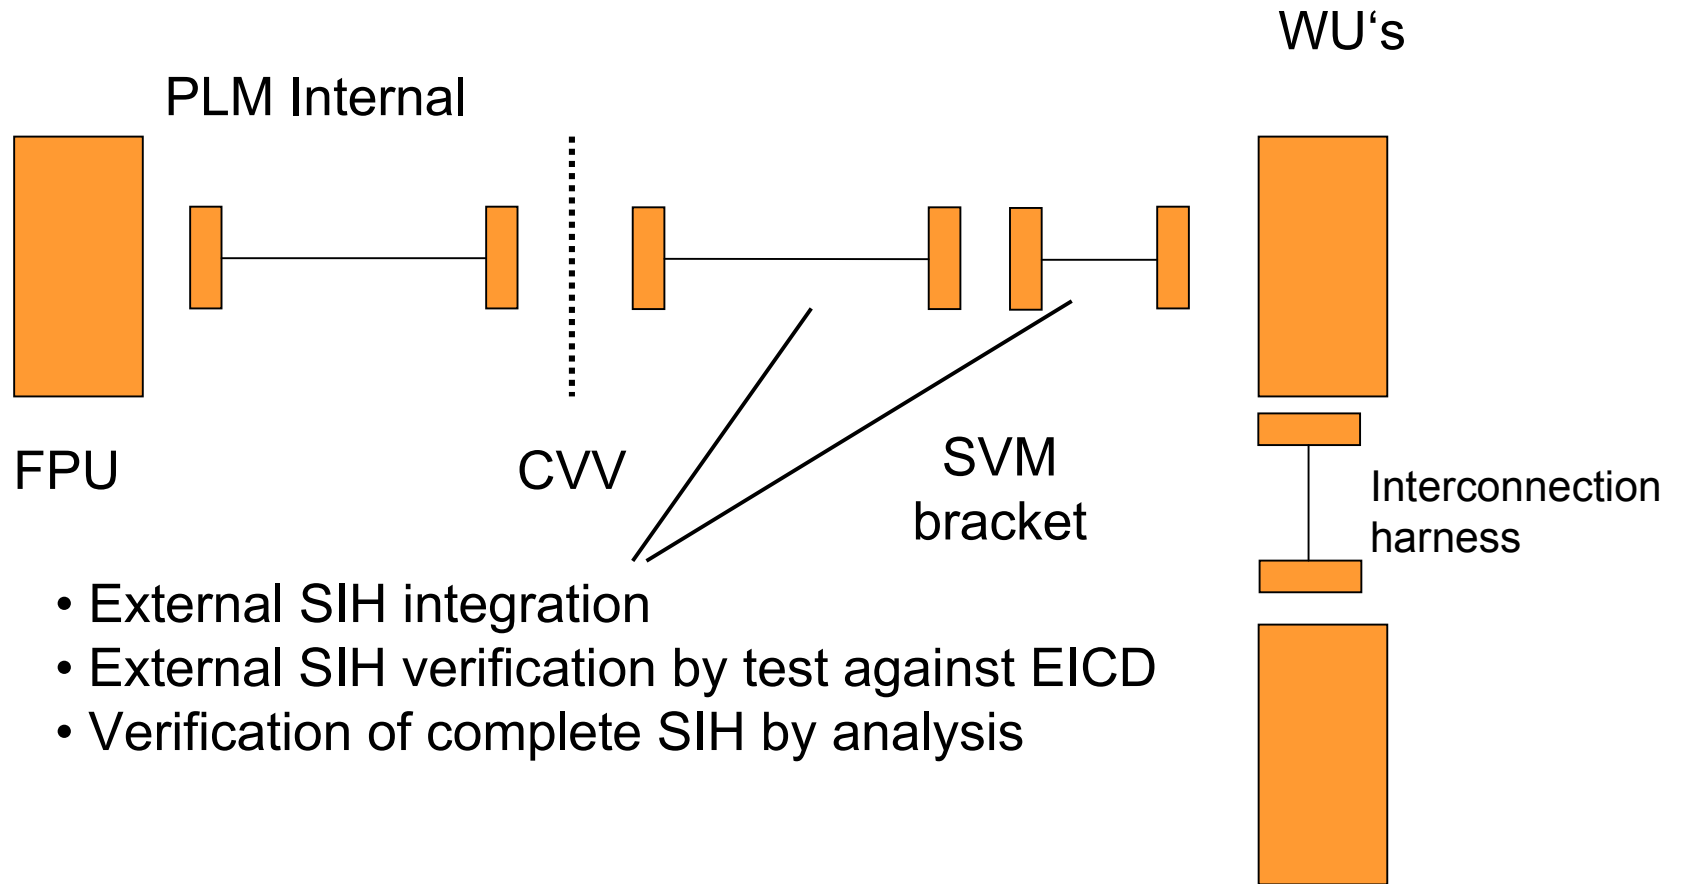 WU‘s
PLM Internal
FPU
CVV
SVM
bracket
Interconnection
harness
• External SIH integration
• External SIH verification by test against EICD
• Verification of complete SIH by analysis